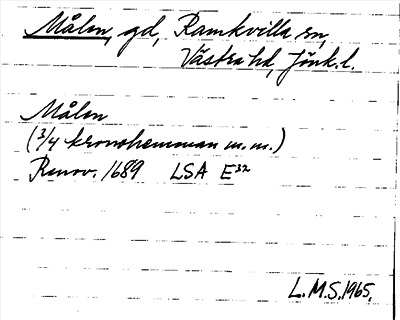 Målen, gd, Ramkvilla sn,
Västra hd, Jönk.l.
Målen
(3/4 kronohemman m.m.)
Renov. 1689 LSA E32
L.M.S. 1965.